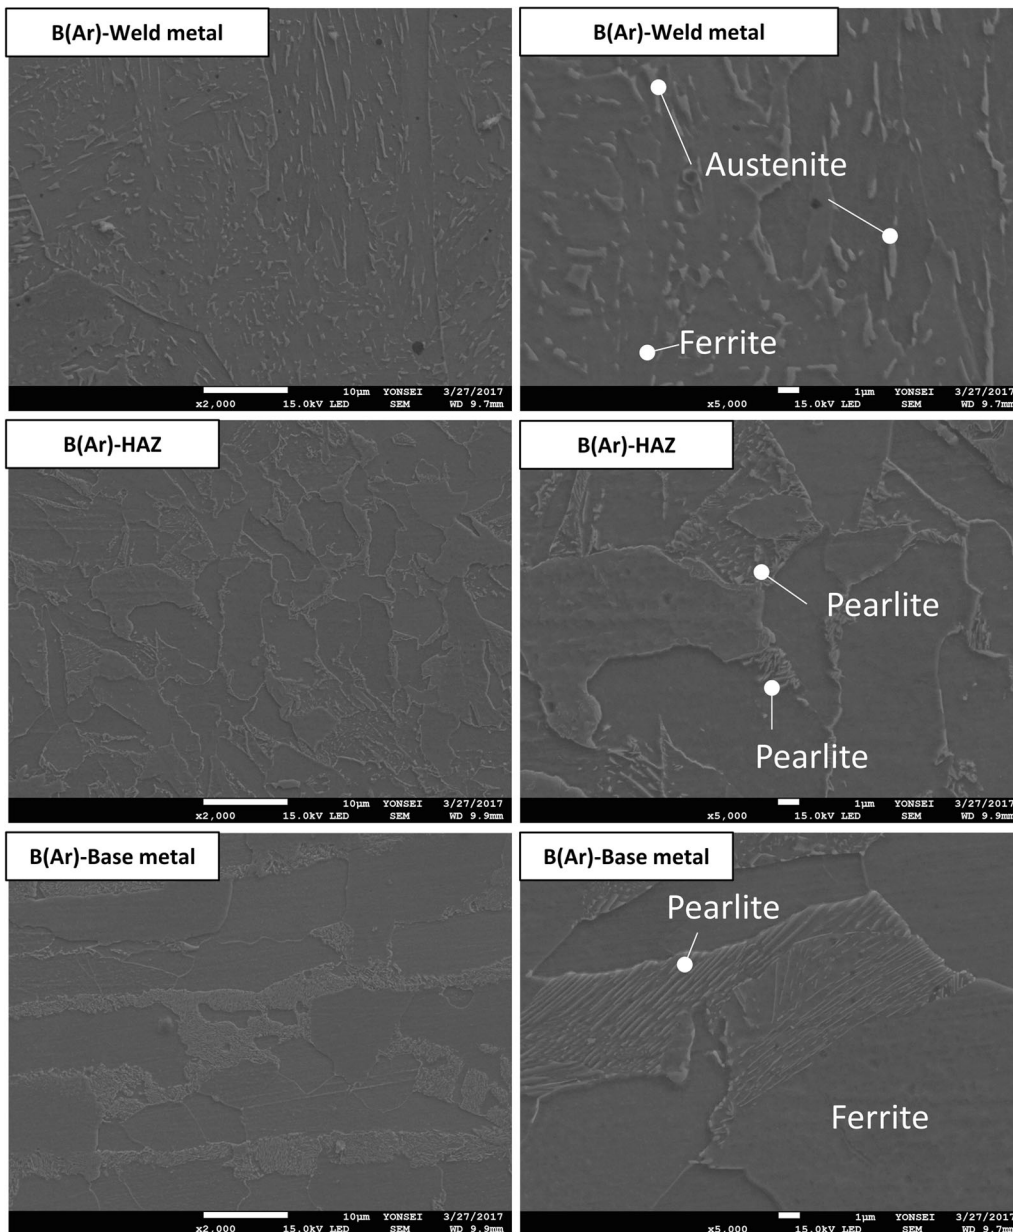 B(Ar)-Weld metal
10μm YONSEI 3/27/2017
x2,000 15.0kV LED SEM WD 9.7mm
B(Ar)-Weld metal
Austenite
Ferrite
1μm YONSEI 3/27/2017
x5,000 15.0kV LED SEM WD 9.7mm
B(Ar)-HAZ
10μm YONSEI 3/27/2017
x2,000 15.0kV LED SEM WD 9.9mm
B(Ar)-HAZ
Pearlite
Pearlite
1μm YONSEI 3/27/2017
x5,000 15.0kV LED SEM WD 9.9mm
B(Ar)-Base metal
10μm YONSEI 3/27/2017
x2,000 15.0kV LED SEM WD 9.9mm
B(Ar)-Base metal
Pearlite
Ferrite
1μm YONSEI 3/27/2017
x5,000 15.0kV LED SEM WD 9.7mm